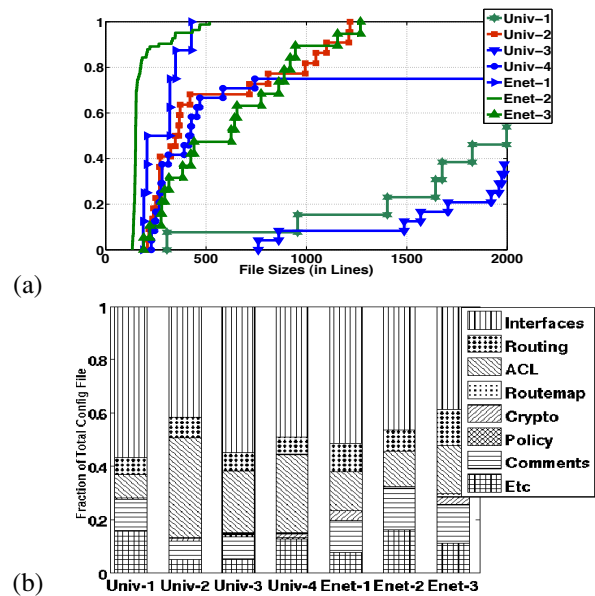 (a)
1
0.8
0.6
0.4
0.2
0
0
500
1000
1500
2000
File Sizes (in Lines)
Univ-1
Univ-2
Univ-3
Univ-4
Enet-1
Enet-2
Enet-3
(b)
Fraction of Total Config File
1
0.8
0.6
0.4
0.2
0
Univ-1 Univ-2 Univ-3 Univ-4 Enet-1 Enet-2 Enet-3
Interfaces
Routing
ACL
Routemap
Crypto
Policy
Comments
Etc